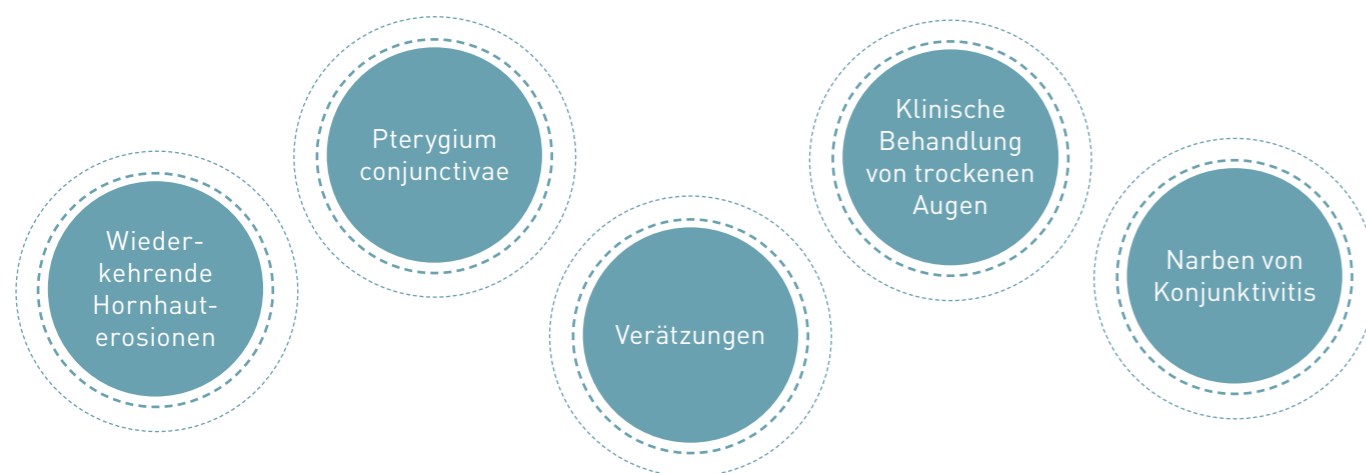 Wieder-
kehrende
Hornhaut-
erosionen
Pterygium
conjunctivae
Verätzungen
Klinische
Behandlung
von trockenen
Augen
Narben von
Konjunktivitis